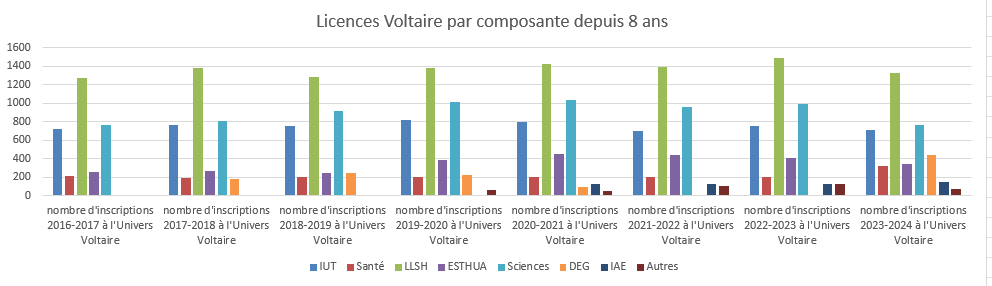 Licences Voltaire par composante depuis 8 ans
1600
1400
1200
1000
800
600
400
200
0
nombre d'inscriptions
2016-2017 à l'Univers
Voltaire
nombre d'inscriptions
2017-2018 à l'Univers
Voltaire
nombre d'inscriptions
2018-2019 à l'Univers
Voltaire
nombre d'inscriptions
2019-2020 à l'Univers
Voltaire
nombre d'inscriptions
2020-2021 à l'Univers
Voltaire
nombre d'inscriptions
2021-2022 à l'Univers
Voltaire
nombre d'inscriptions
2022-2023 à l'Univers
Voltaire
nombre d'inscriptions
2023-2024 à l'Univers
Voltaire
IUT Santé LLSH ESTHUA Sciences DEG IAE Autres